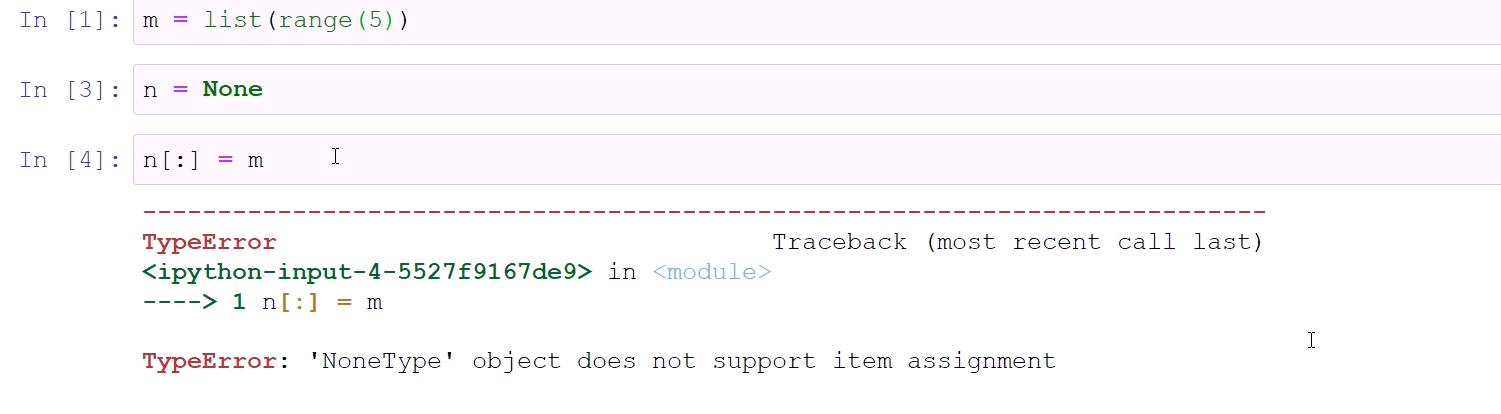 In [1]: m = list(range(5))
In [3]: n = None
In [4]: n[:] = m
---------------------------------------------------------------------------
TypeError                                 Traceback (most recent call last)
<ipython-input-4-5527f9167de9> in <module>
----> 1 n[:] = m
TypeError: 'NoneType' object does not support item assignment